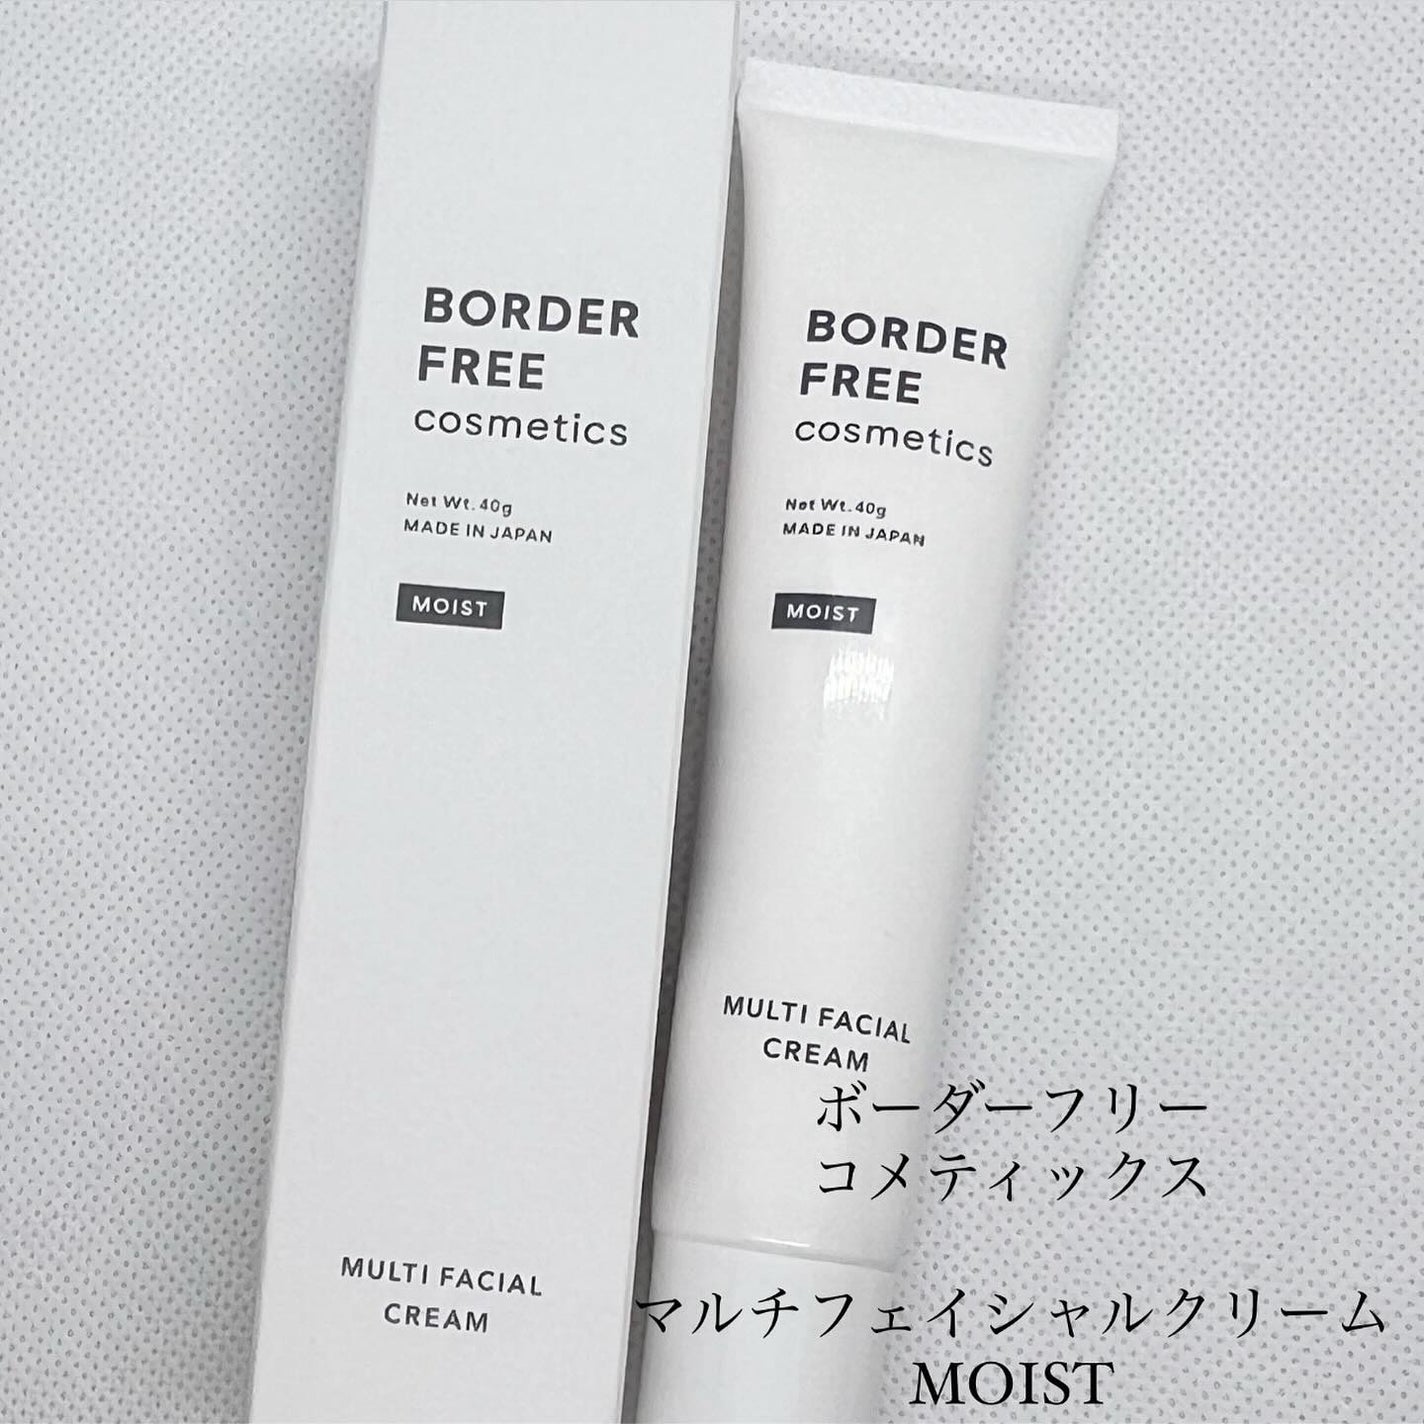 BORDER
FREE
cosmetics
Net Wt. 40g
MADE IN JAPAN
MOIST
MULTI FACIAL
CREAM
BORDER
FREE
cosmetics
Net Wt. 40g
MADE IN JAPAN
MOIST
MULTI FACIAL
CREAM
ボーダーフリー
コメティックス
マルチフェイシャルクリーム
MOIST